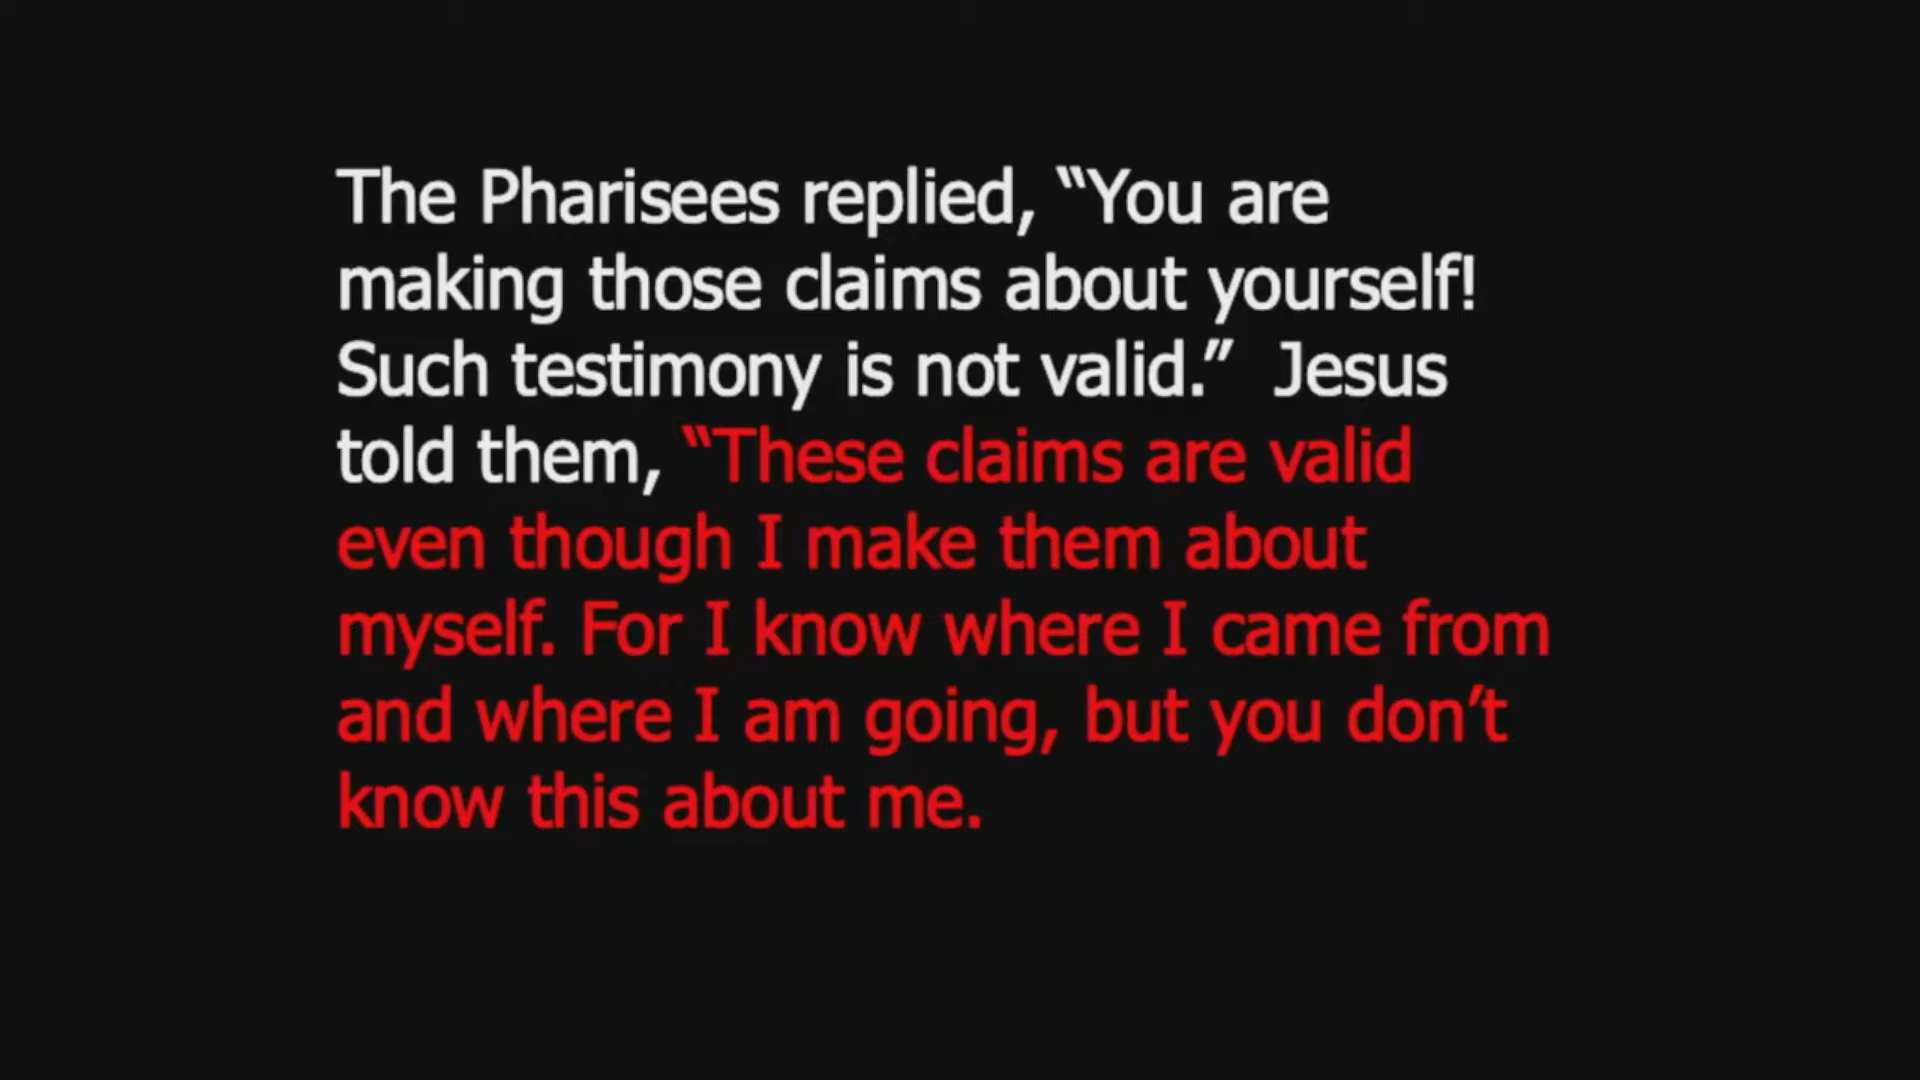 The Pharisees replied, “You are
making those claims about yourself!
Such testimony is not valid.”  Jesus
told them, “These claims are valid
even though I make them about
myself. For I know where I came from
and where I am going, but you don’t
know this about me.